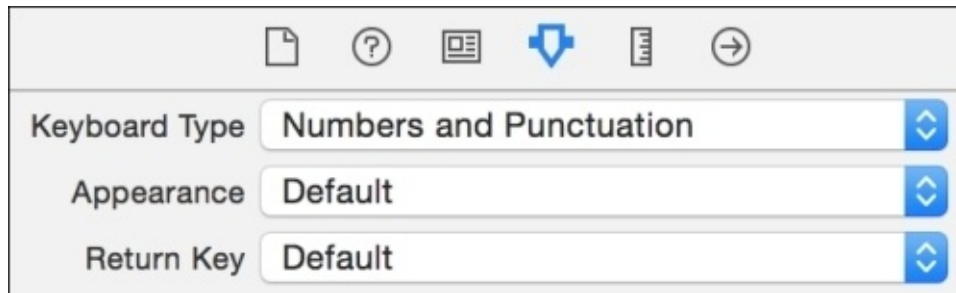 Keyboard Type Numbers and Punctuation
Appearance Default
Return Key Default